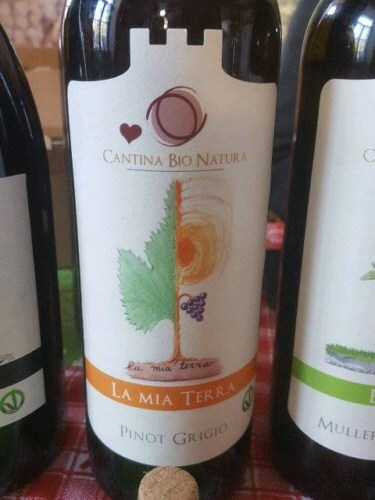 CANTINA BIO NATURA
la mia terra
LA MIA TERRA
PINOT GRIGIO
MULLER